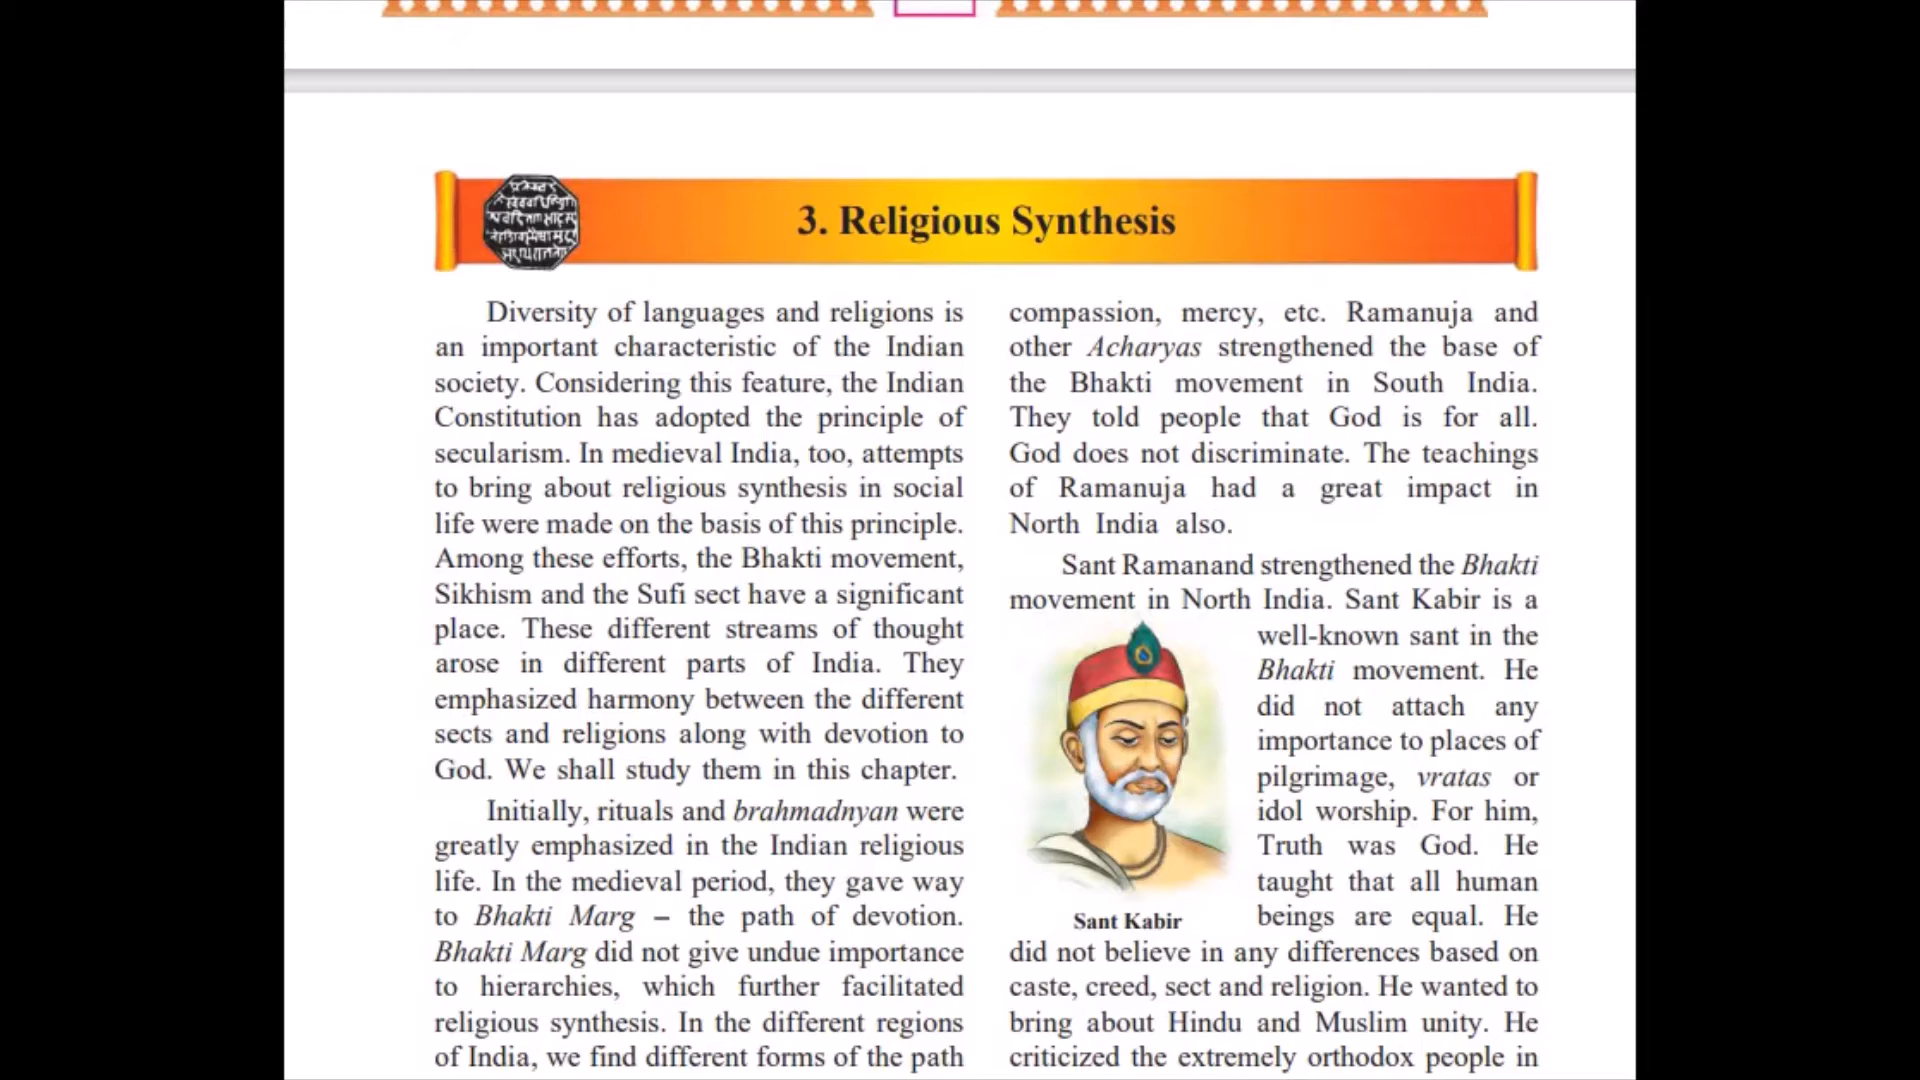 3. Religious Synthesis
Diversity of languages and religions is
an important characteristic of the Indian
society. Considering this feature, the Indian
Constitution has adopted the principle of
secularism. In medieval India, too, attempts
to bring about religious synthesis in social
life were made on the basis of this principle.
Among these efforts, the Bhakti movement,
Sikhism and the Sufi sect have a significant
place. These different streams of thought
arose in different parts of India. They
emphasized harmony between the different
sects and religions along with devotion to
God. We shall study them in this chapter.
Initially, rituals and brahmadnyan were
greatly emphasized in the Indian religious
life. In the medieval period, they gave way
to Bhakti Marg – the path of devotion.
Bhakti Marg did not give undue importance
to hierarchies, which further facilitated
religious synthesis. In the different regions
of India, we find different forms of the path
compassion, mercy, etc. Ramanuja and
other Acharyas strengthened the base of
the Bhakti movement in South India.
They told people that God is for all.
God does not discriminate. The teachings
of Ramanuja had a great impact in
North India also.
Sant Ramanand strengthened the Bhakti
movement in North India. Sant Kabir is a
well-known sant in the
Bhakti movement. He
did not attach any
importance to places of
pilgrimage, vratas or
idol worship. For him,
Truth was God. He
taught that all human
beings are equal. He
Sant Kabir
did not believe in any differences based on
caste, creed, sect and religion. He wanted to
bring about Hindu and Muslim unity. He
criticized the extremely orthodox people in